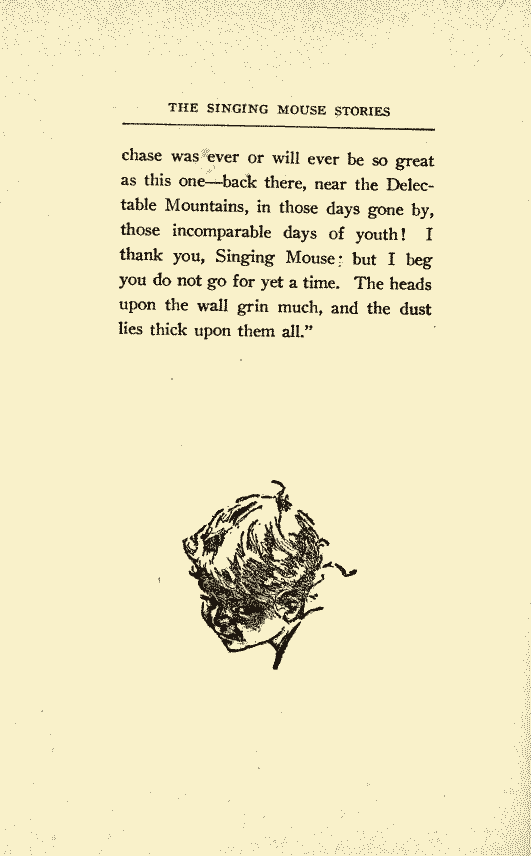 THE SINGING MOUSE STORIES
chase was ever or will ever be so great
as this one—back there, near the Delec-
table Mountains, in those days gone by,
those incomparable days of youth! I
thank you, Singing Mouse; but I beg
you do not go for yet a time. The heads
upon the wall grin much, and the dust
lies thick upon them all.”